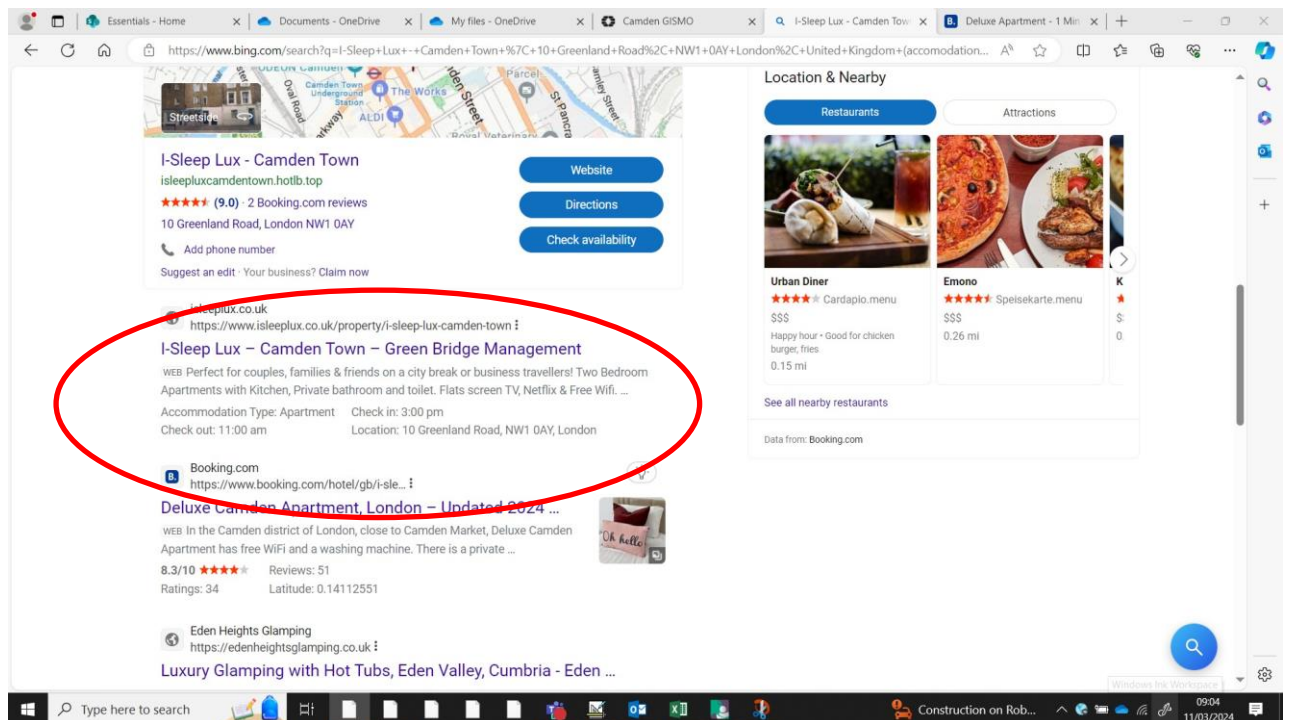 Essentials - Home
Documents - OneDrive
My files - OneDrive
Camden GISMO
I-Sleep Lux - Camden Tow
Deluxe Apartment - 1 Min
https://www.bing.com/search?q=I-Sleep+Lux+-+Camden+Town+%7C+10+Greenland+Road%2C+NW1+0AY+London%2C+United+Kingdom+(accomodation...
ODEON Camden
Camden Town
Underground
Station
The Works
Parcel
Oval Road
ALDI
Royal Veterinary
Streetside
I-Sleep Lux - Camden Town
isleepluxcamdentown.hotlb.top
(9.0) · 2 Booking.com reviews
10 Greenland Road, London NW1 0AY
Add phone number
Suggest an edit · Your business? Claim now
Website
Directions
Check availability
isleeplux.co.uk
https://www.isleeplux.co.uk/property/i-sleep-lux-camden-town
I-Sleep Lux – Camden Town – Green Bridge Management
WEB Perfect for couples, families & friends on a city break or business travellers! Two Bedroom
Apartments with Kitchen, Private bathroom and toilet. Flats screen TV, Netflix & Free Wifi. ...
Accommodation Type: Apartment Check in: 3:00 pm
Check out: 11:00 am Location: 10 Greenland Road, NW1 0AY, London
Booking.com
https://www.booking.com/hotel/gb/i-sle...
Deluxe Camden Apartment, London – Updated 2024 ...
WEB In the Camden district of London, close to Camden Market, Deluxe Camden
Apartment has free WiFi and a washing machine. There is a private ...
8.3/10 Reviews: 51
Ratings: 34 Latitude: 0.14112551
Oh hello
Eden Heights Glamping
https://edenheightsglamping.co.uk
Luxury Glamping with Hot Tubs, Eden Valley, Cumbria - Eden ...
Location & Nearby
Restaurants
Attractions
Urban Diner
Cardapio.menu
$$$
Happy hour • Good for chicken
burger, fries
0.15 mi
Emono
Speisekarte.menu
$$$
0.26 mi
K
See all nearby restaurants
Data from: Booking.com
Windows Ink Workspace
Type here to search
Construction on Rob...
09:04
11/03/2024